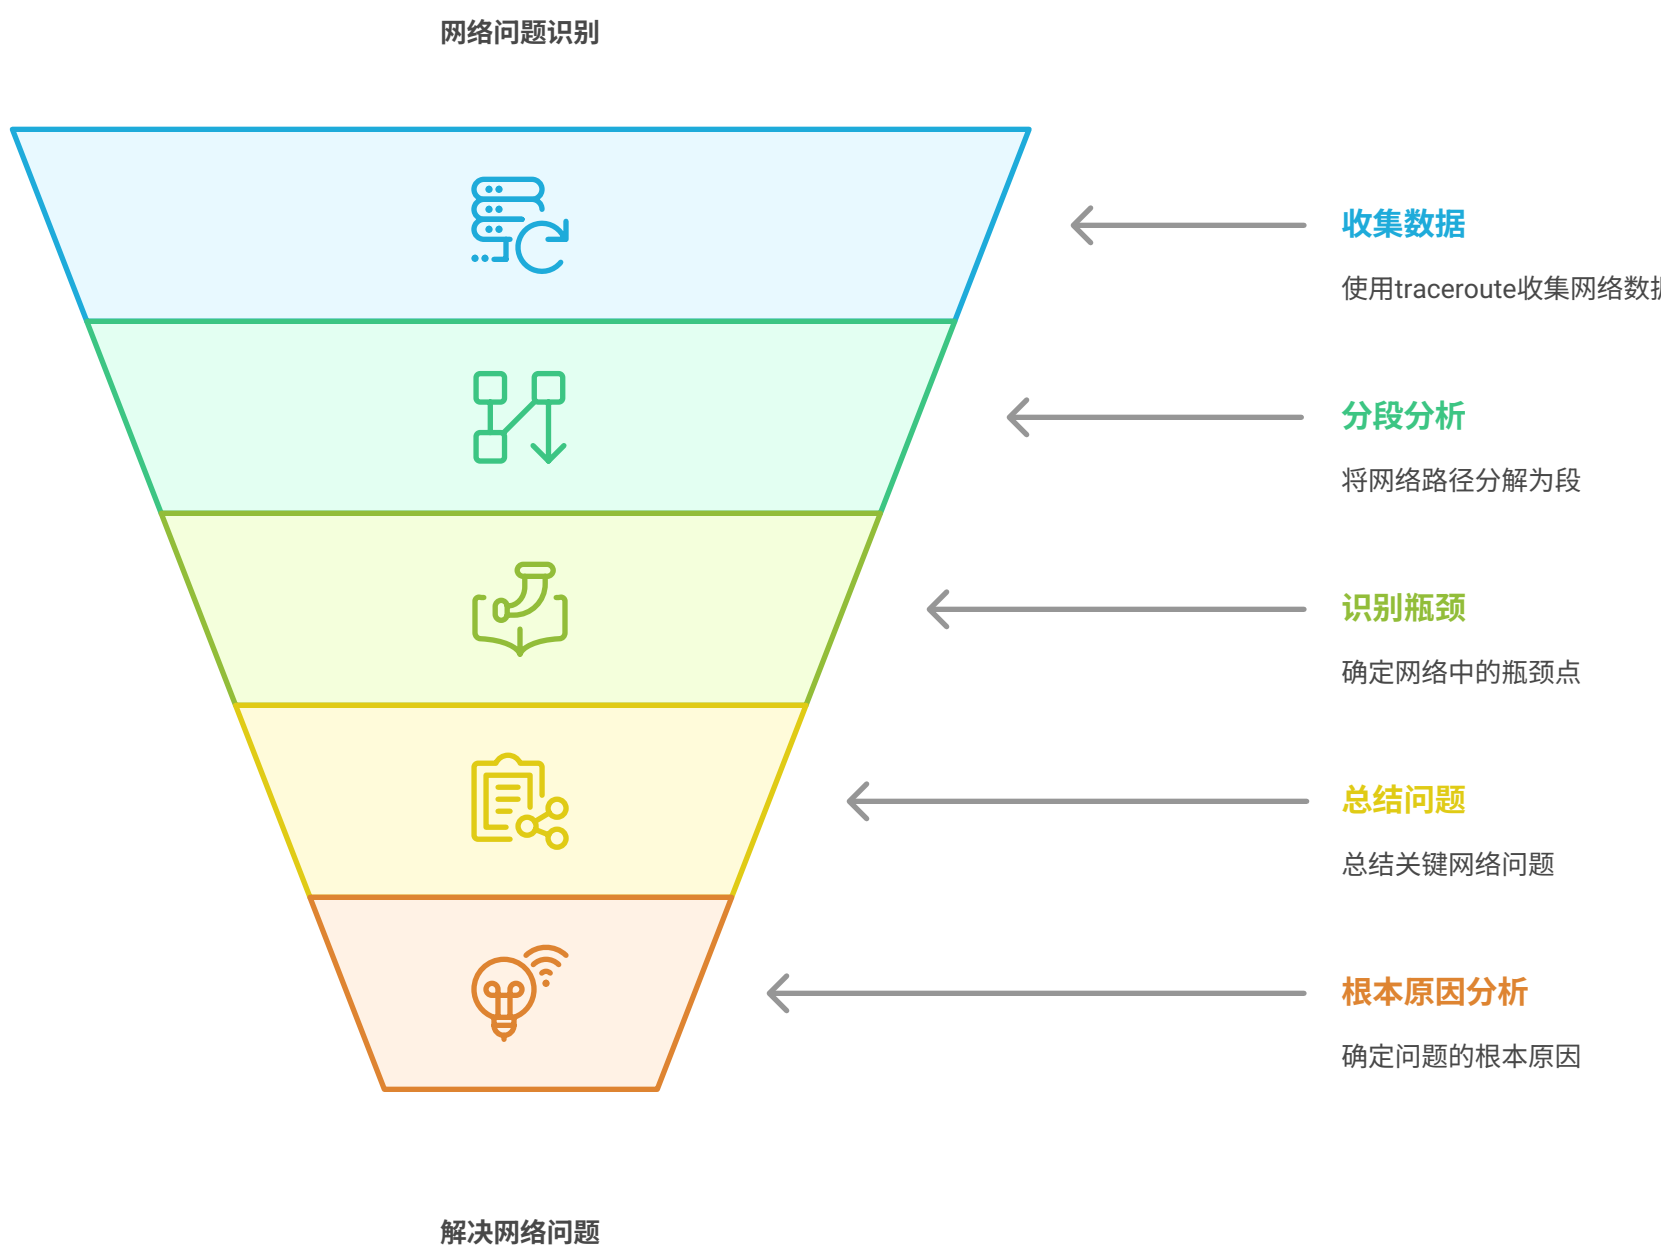 网络问题识别
收集数据
使用traceroute收集网络数据
分段分析
将网络路径分解为段
识别瓶颈
确定网络中的瓶颈点
总结问题
总结关键网络问题
根本原因分析
确定问题的根本原因
解决网络问题